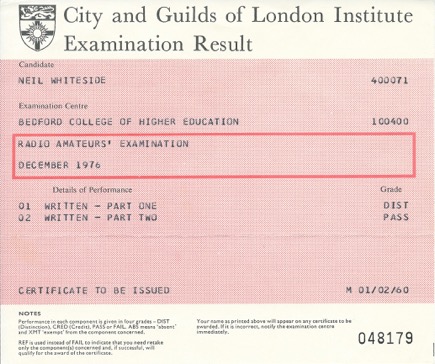 City and Guilds of London Institute
Examination Result
Candidate
NEIL WHITESIDE 400071
Examination Centre
BEDFORD COLLEGE OF HIGHER EDUCATION 100400
RADIO AMATEURS' EXAMINATION
DECEMBER 1976
Details of Performance Grade
01 WRITTEN - PART ONE DIST
02 WRITTEN - PART TWO PASS
CERTIFICATE TO BE ISSUED M 01/02/60
NOTES
Performance in each component is given in four grades – DIST
(Distinction), CRED (Credit), PASS or FAIL. ABS means 'absent'
and XMT 'exempt' from the component concerned.
REF is used instead of FAIL to indicate that you need retake
only the component(s) concerned and, if successful, will
qualify for the award of the certificate.
Your name as printed above will appear on any certificate to be
awarded. If it is incorrect, notify the examination centre
immediately.
048179